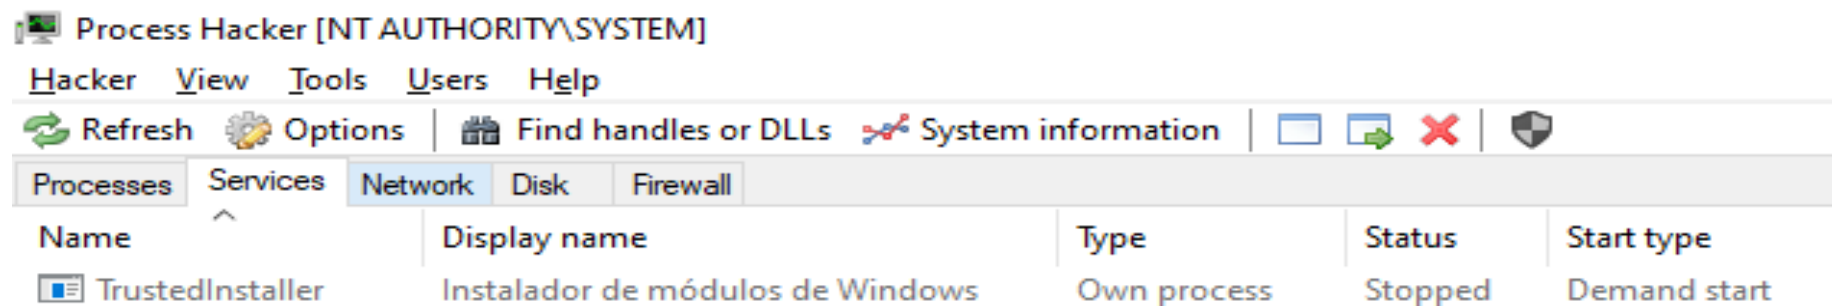 Process Hacker [NT AUTHORITY\SYSTEM]
Hacker View Tools Users Help
Refresh Options Find handles or DLLs System information
Processes Services Network Disk Firewall
Name Display name Type Status Start type
TrustedInstaller Instalador de módulos de Windows Own process Stopped Demand start